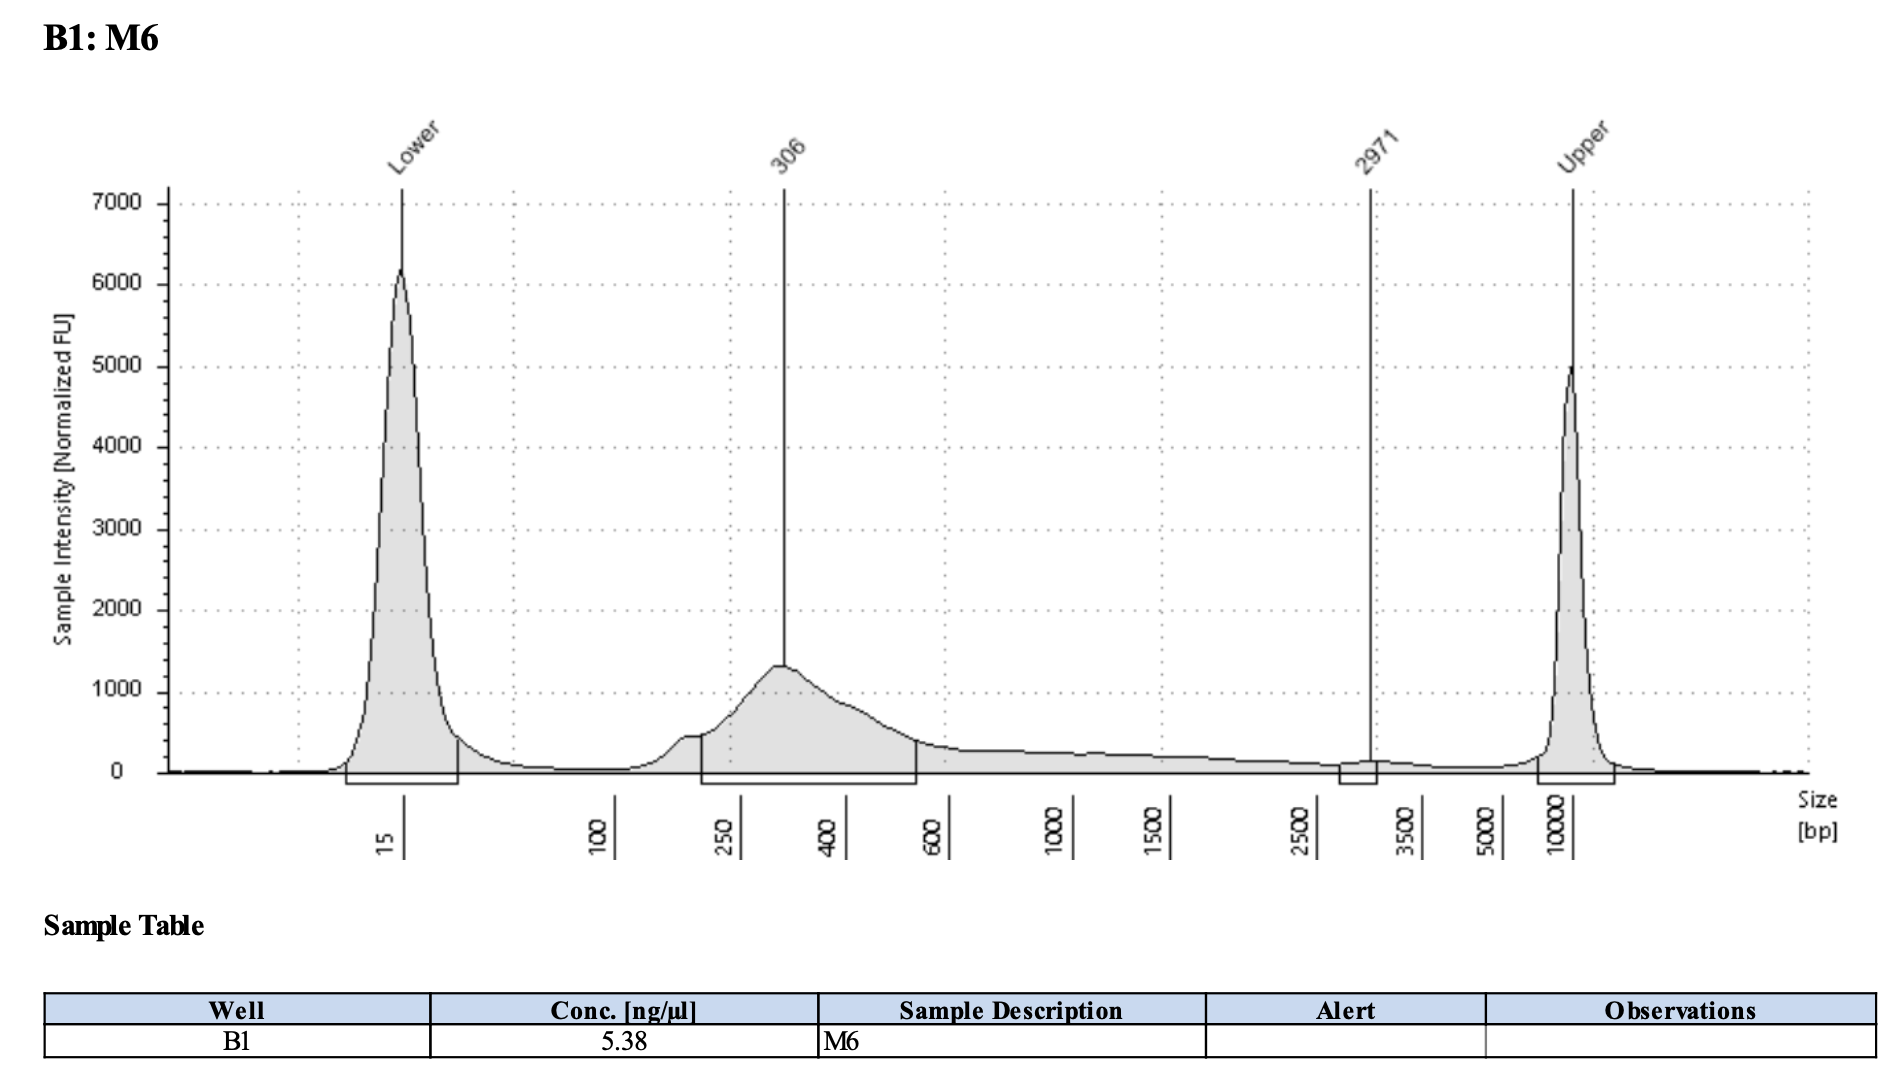 B1: M6
Lower
306
2971
Upper
Sample Intensity [Normalized FU]
7000
6000
5000
4000
3000
2000
1000
0
15
100
250
400
600
1000
1500
2500
3500
5000
10000
Size
[bp]
Sample Table
Well Conc. [ng/µl] Sample Description Alert Observations
B1 5.38 M6